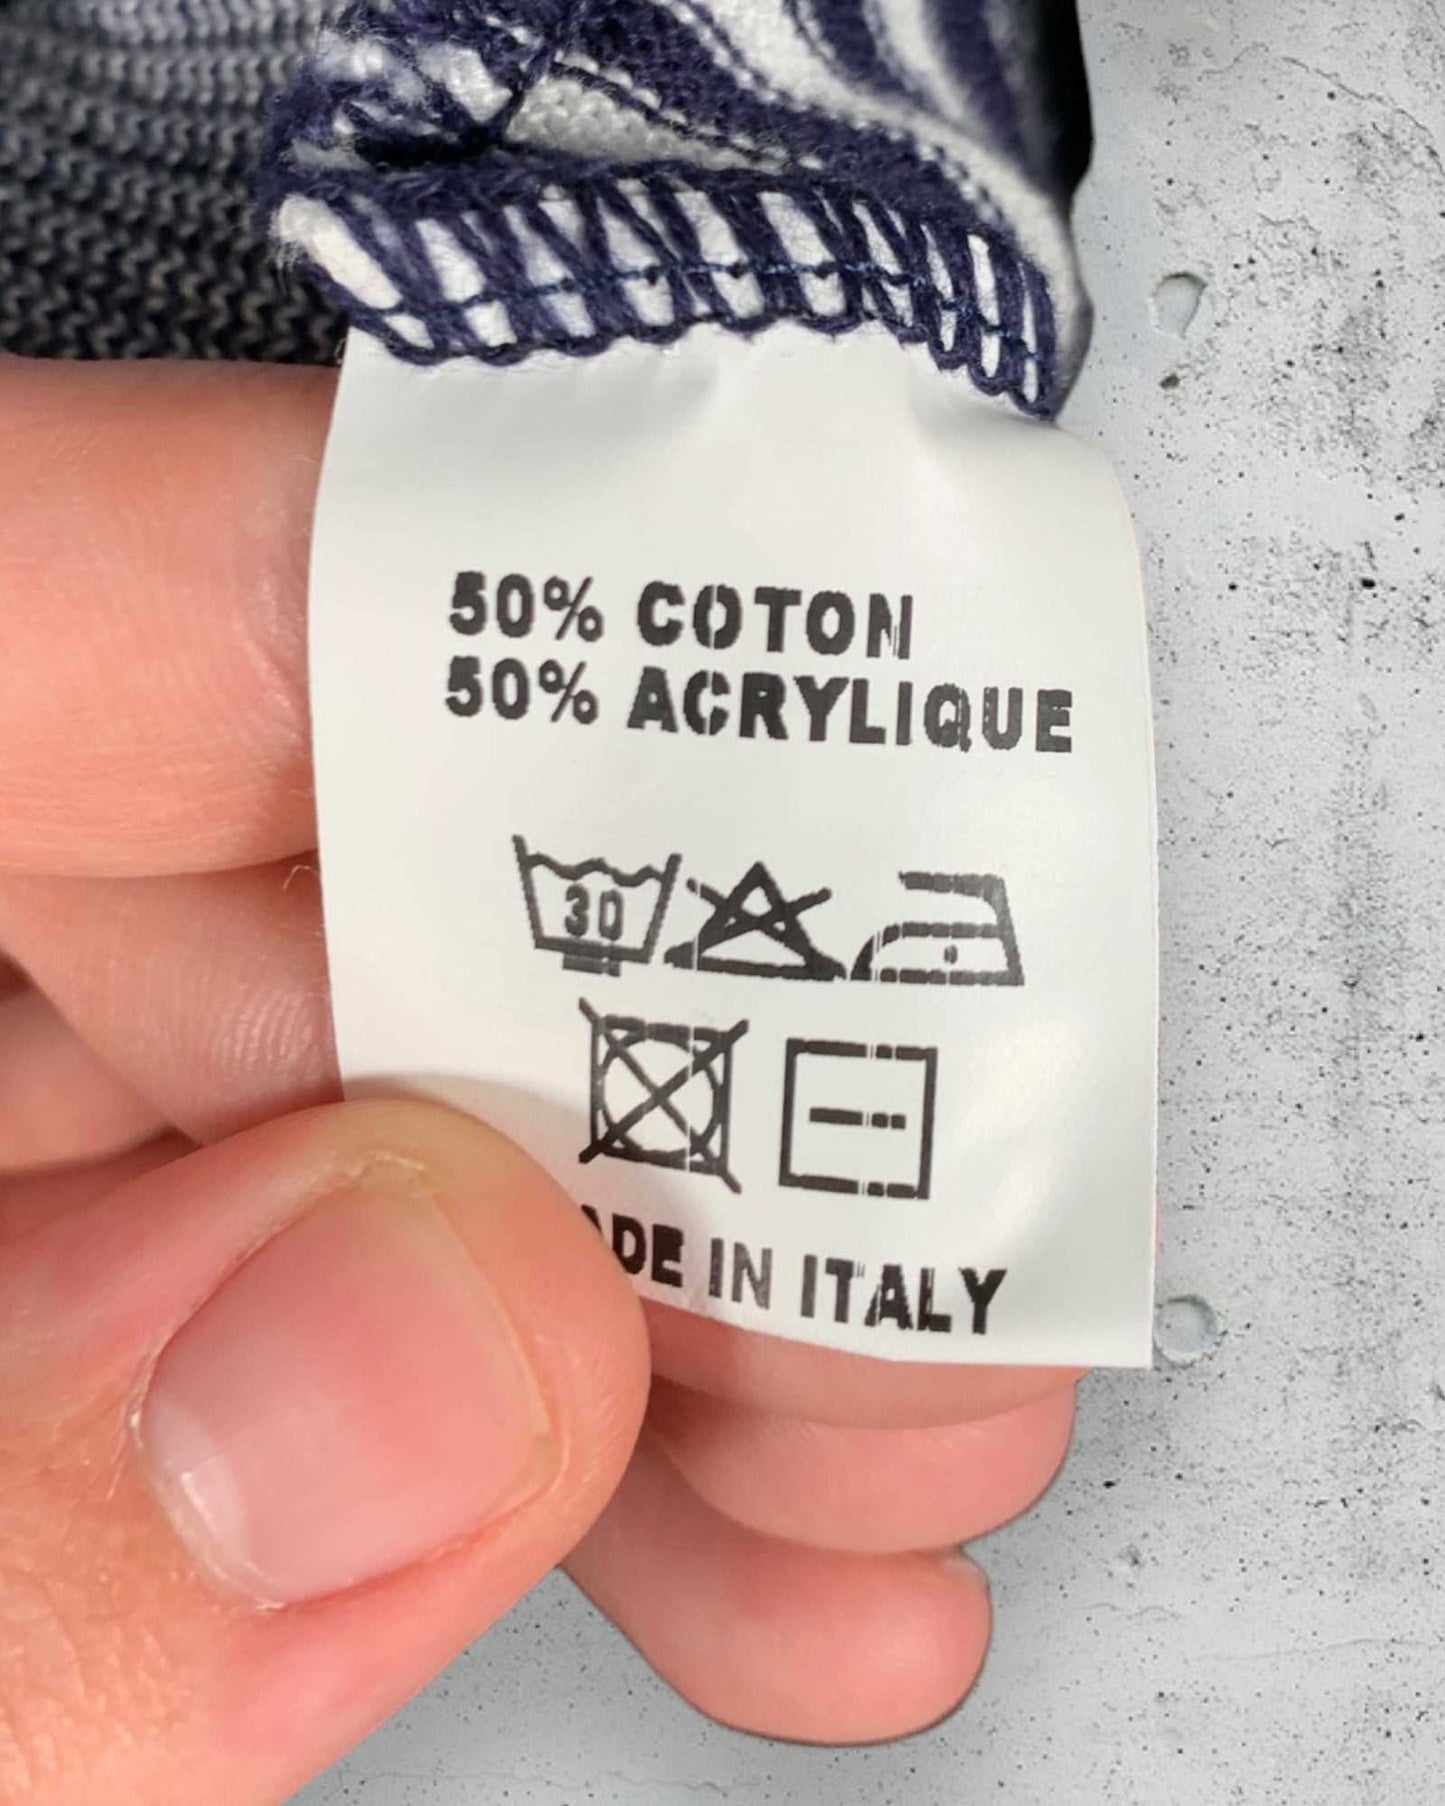 50% COTON
50% ACRYLIQUE
30
ADE IN ITALY